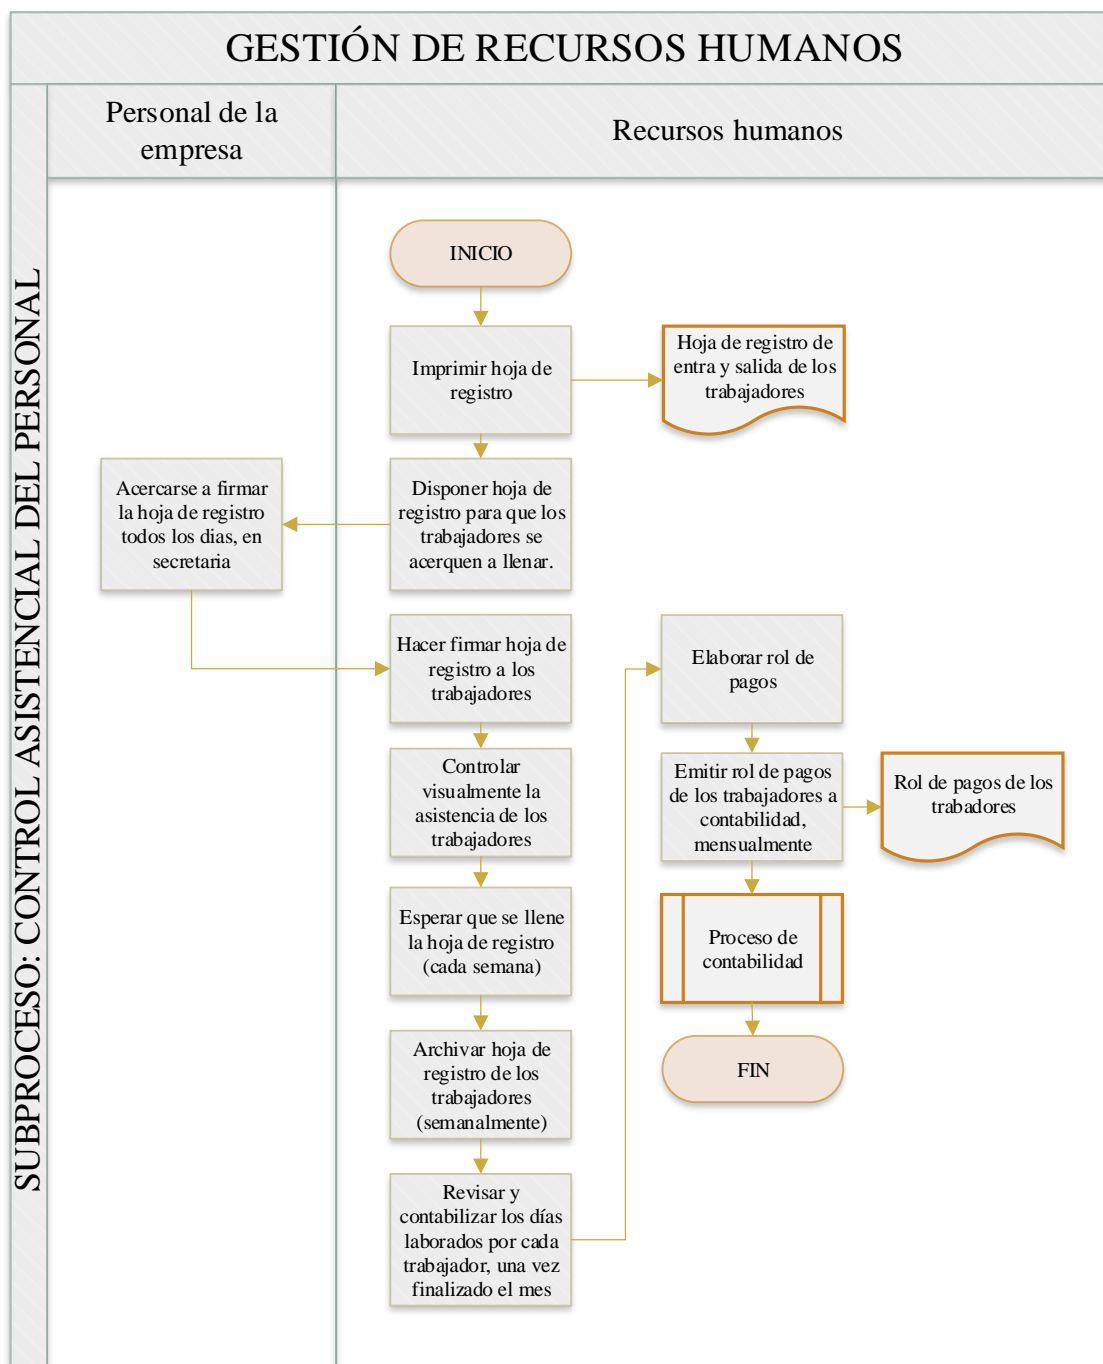 GESTIÓN DE RECURSOS HUMANOS
SUBPROCESO: CONTROL ASISTENCIAL DEL PERSONAL
Personal de la
empresa
Recursos humanos
INICIO
Imprimir hoja de
registro
Hoja de registro de
entra y salida de los
trabajadores
Disponer hoja de
registro para que los
trabajadores se
acerquen a llenar.
Acercarse a firmar
la hoja de registro
todos los dias, en
secretaria
Hacer firmar hoja de
registro a los
trabajadores
Controlar
visualmente la
asistencia de los
trabajadores
Esperar que se llene
la hoja de registro
(cada semana)
Archivar hoja de
registro de los
trabajadores
(semanalmente)
Revisar y
contabilizar los días
laborados por cada
trabajador, una vez
finalizado el mes
Elaborar rol de
pagos
Emitir rol de pagos
de los trabajadores a
contabilidad,
mensualmente
Rol de pagos de los
trabadores
Proceso de
contabilidad
FIN